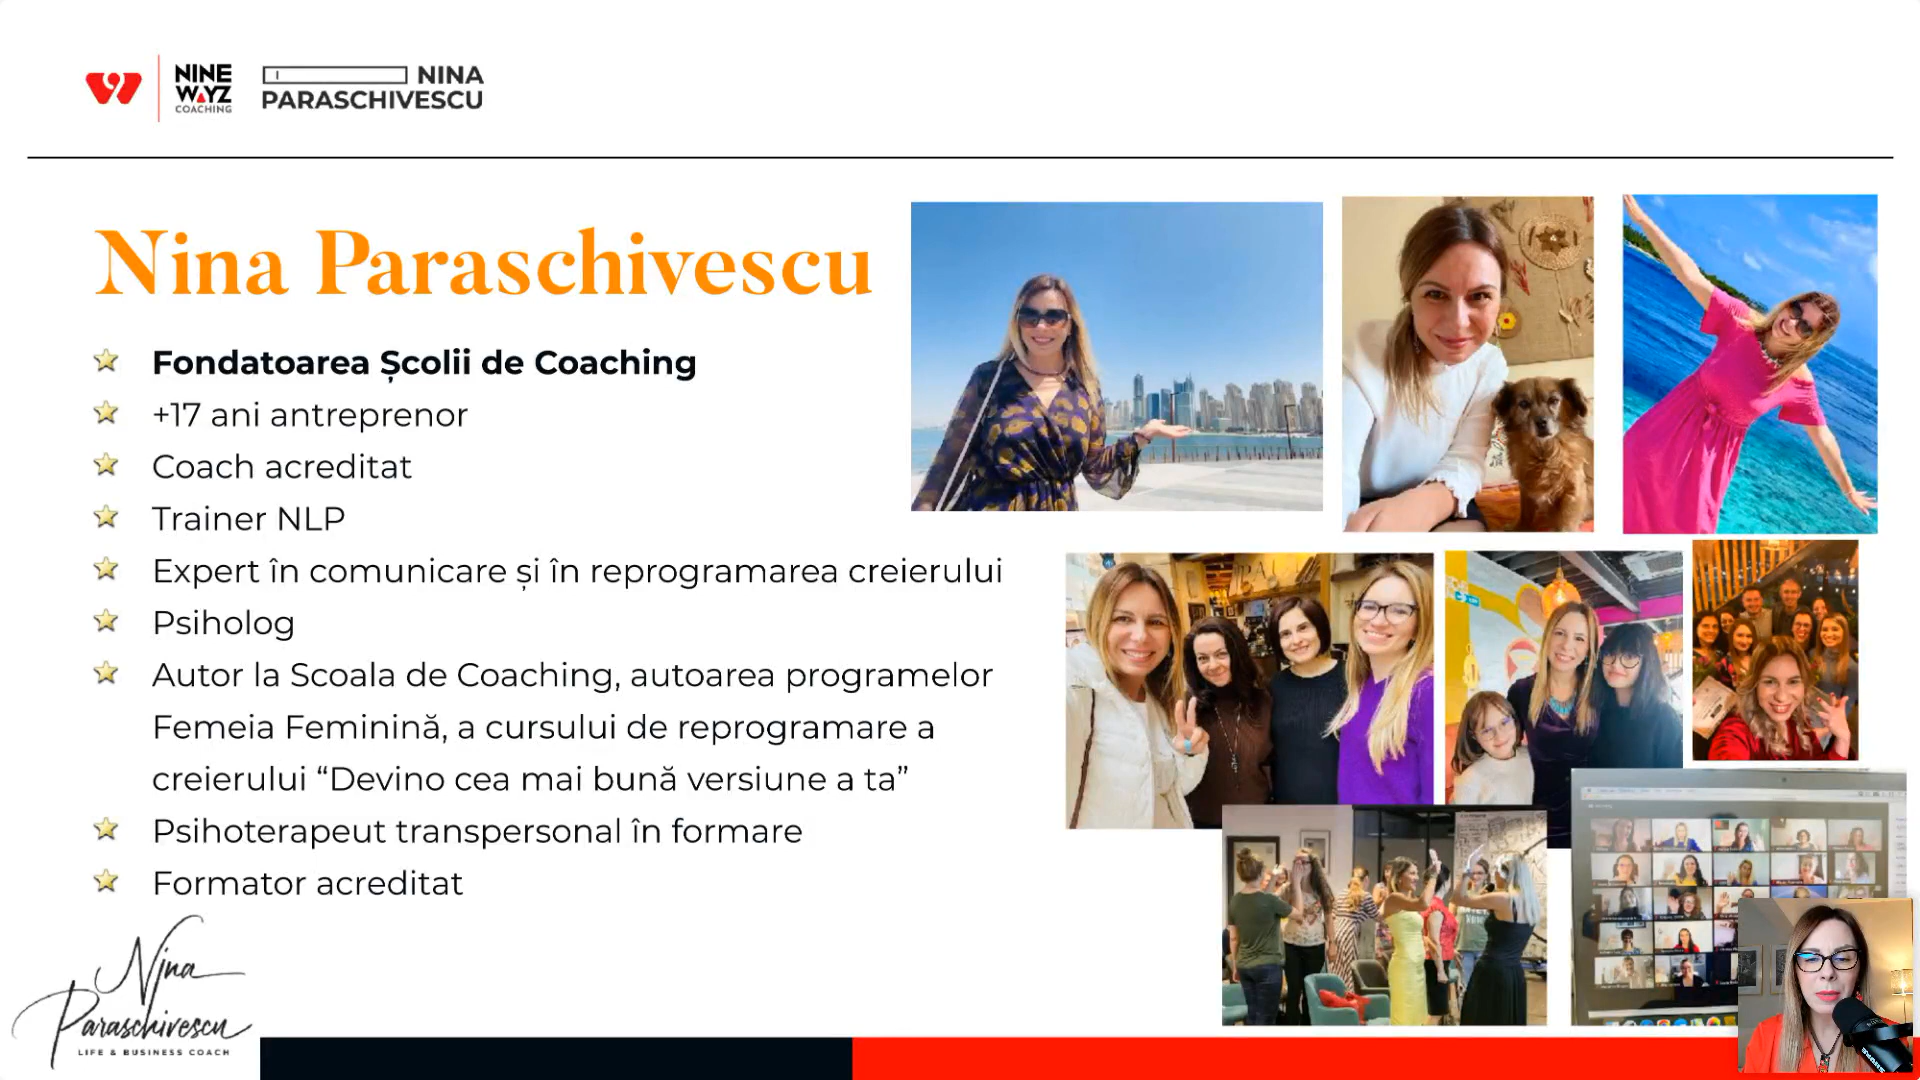 NINE
WAYZ
COACHING
NINA
PARASCHIVESCU
Nina Paraschivescu
Fondatoarea Școlii de Coaching
+17 ani antreprenor
Coach acreditat
Trainer NLP
Expert în comunicare și în reprogramarea creierului
Psiholog
Autor la Scoala de Coaching, autoarea programelor
Femeia Feminină, a cursului de reprogramare a
creierului “Devino cea mai bună versiune a ta”
Psihoterapeut transpersonal în formare
Formator acreditat
Nina
Paraschivescu
LIFE & BUSINESS COACH